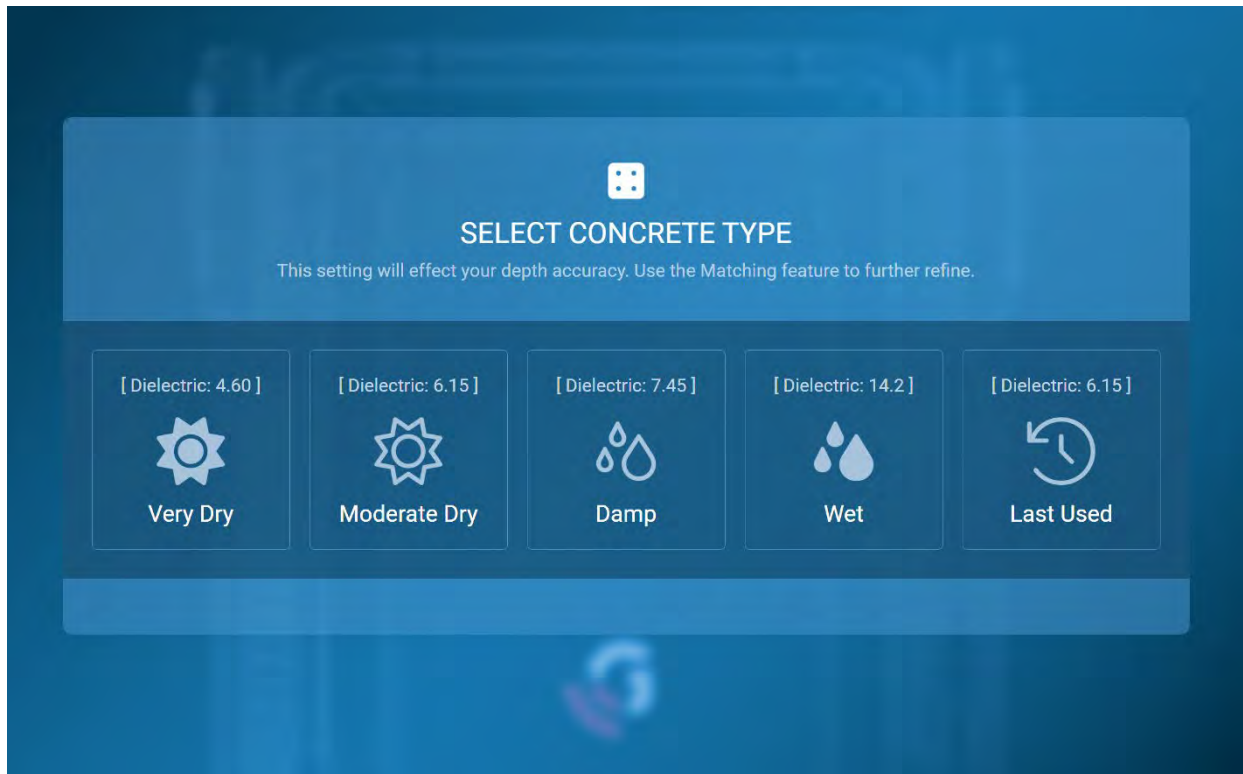 SELECT CONCRETE TYPE
This setting will effect your depth accuracy. Use the Matching feature to further refine.
[ Dielectric: 4.60 ]
Very Dry
[ Dielectric: 6.15 ]
Moderate Dry
[ Dielectric: 7.45 ]
Damp
[ Dielectric: 14.2 ]
Wet
[ Dielectric: 6.15 ]
Last Used